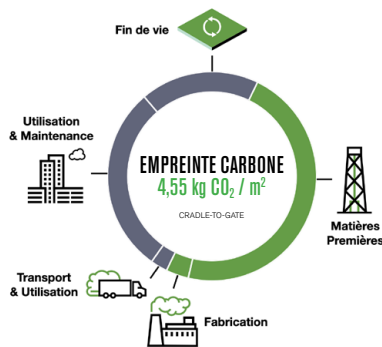 Fin de vie
Utilisation
& Maintenance
EMPREINTE CARBONE
4,55 kg CO₂ / m²
CRADLE-TO-GATE
Matières
Premières
Transport
& Utilisation
Fabrication